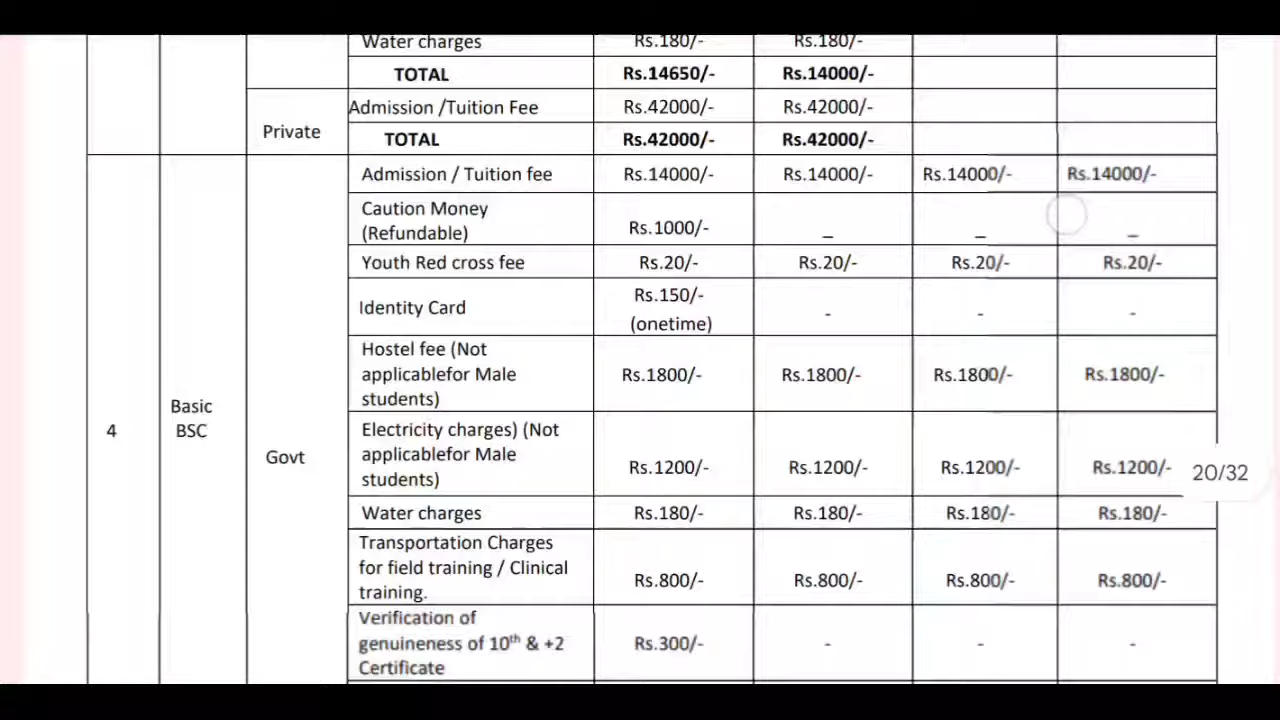 Water charges Rs.180/- Rs.180/-
TOTAL Rs.14650/- Rs.14000/-
Private
Admission /Tuition Fee Rs.42000/- Rs.42000/-
TOTAL Rs.42000/- Rs.42000/-
4
Basic
BSC
Govt
Admission / Tuition fee Rs.14000/- Rs.14000/- Rs.14000/- Rs.14000/-
Caution Money
(Refundable) Rs.1000/- _ _ _
Youth Red cross fee Rs.20/- Rs.20/- Rs.20/- Rs.20/-
Identity Card Rs.150/-
(onetime) - - -
Hostel fee (Not
applicablefor Male
students) Rs.1800/- Rs.1800/- Rs.1800/- Rs.1800/-
Electricity charges) (Not
applicablefor Male
students) Rs.1200/- Rs.1200/- Rs.1200/- Rs.1200/-
20/32
Water charges Rs.180/- Rs.180/- Rs.180/- Rs.180/-
Transportation Charges
for field training / Clinical
training. Rs.800/- Rs.800/- Rs.800/- Rs.800/-
Verification of
genuineness of 10th & +2
Certificate Rs.300/- - - -